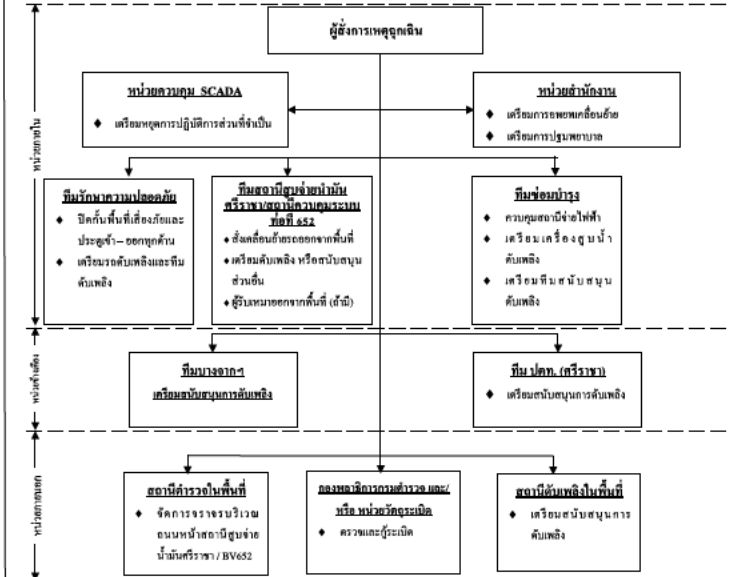 ผู้สั่งการเหตุฉุกเฉิน
หน่วยควบคุม SCADA
◆ เตรียมหยุดการปฏิบัติการส่วนที่จำเป็น
หน่วยสำนักงาน
◆ เตรียมการอพยพเคลื่อนย้าย
◆ เตรียมการปฐมพยาบาล
หน่วยภายใน
ทีมรักษาความปลอดภัย
◆ ปิดกั้นพื้นที่เสี่ยงภัยและ
ประตูเข้า – ออกทุกด้าน
◆ เตรียมรถดับเพลิงและทีม
ดับเพลิง
ทีมสถานีสูบจ่ายน้ำมัน
ศรีราชา/สถานีควบคุมระบบ
ท่อที่ 652
◆ สั่งเคลื่อนย้ายรถออกจากพื้นที่
◆ เตรียมดับเพลิง หรือสนับสนุน
ส่วนอื่น
◆ ผู้รับเหมาออกจากพื้นที่ (ถ้ามี)
ทีมซ่อมบำรุง
◆ ควบคุมสถานีจ่ายไฟฟ้า
◆ เตรียมเครื่องสูบน้ำ
ดับเพลิง
◆ เตรียมทีมสนับสนุน
ดับเพลิง
หน่วยข้างเคียง
ทีมบางจากฯ
เตรียมสนับสนุนการดับเพลิง
ทีม ปตท. (ศรีราชา)
◆ เตรียมสนับสนุนการดับเพลิง
หน่วยภายนอก
สถานีตำรวจในพื้นที่
◆ จัดการจราจรบริเวณ
ถนนหน้าสถานีสูบจ่าย
น้ำมันศรีราชา / BV652
กองพลาธิการกรมตำรวจ และ/
หรือ หน่วยวัตถุระเบิด
◆ ตรวจและกู้ระเบิด
สถานีดับเพลิงในพื้นที่
◆ เตรียมสนับสนุนการ
ดับเพลิง